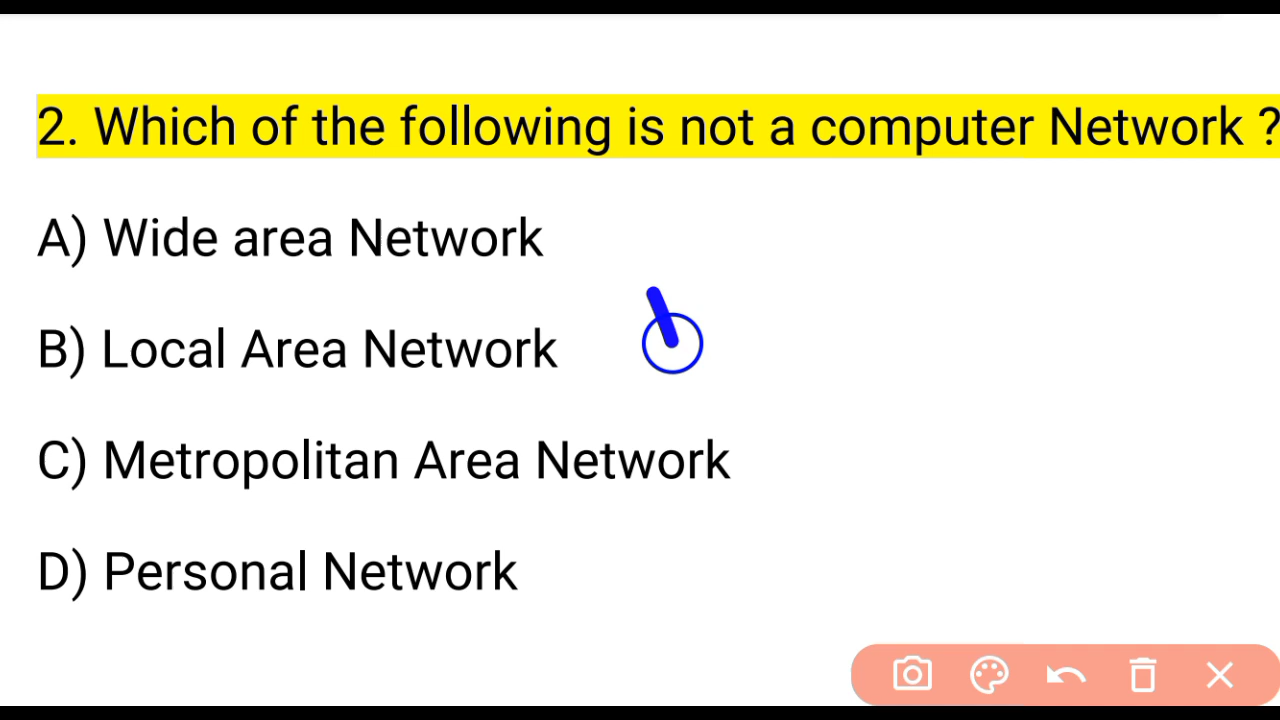 2. Which of the following is not a computer Network ?
A) Wide area Network
B) Local Area Network
C) Metropolitan Area Network
D) Personal Network